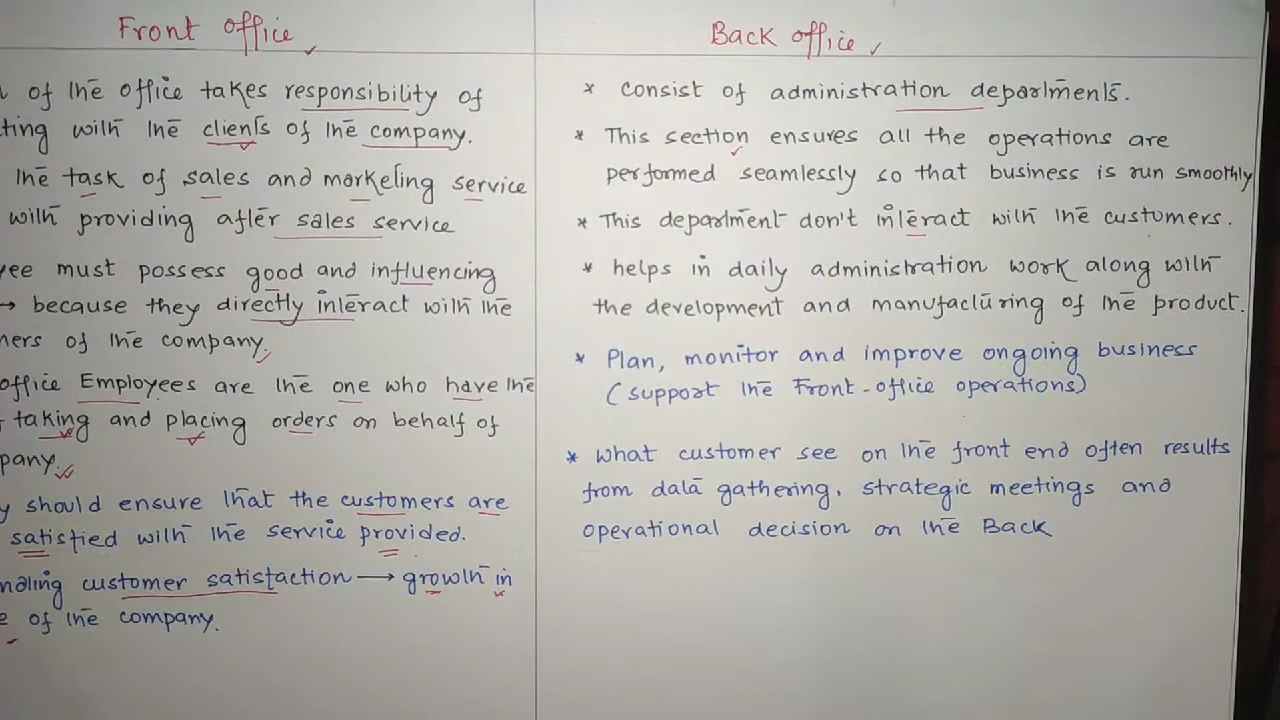 Front office
of the office takes responsibility of
ting with the clients of the company.
the task of sales and marketing service
with providing after sales service
yee must possess good and influencing
→ because they directly interact with the
mers of the company.
office Employees are the one who have the
taking and placing orders on behalf of
pany.
y should ensure that the customers are
satisfied with the service provided.
ndling customer satisfaction → growth in
e of the company.
Back office
* consist of administration departments.
* This section ensures all the operations are
performed seamlessly so that business is run smoothly
* This department don't interact with the customers.
* helps in daily administration work along with
the development and manufacturing of the product.
* Plan, monitor and improve ongoing business
(support the Front-office operations)
* what customer see on the front end often results
from data gathering, strategic meetings and
operational decision on the Back